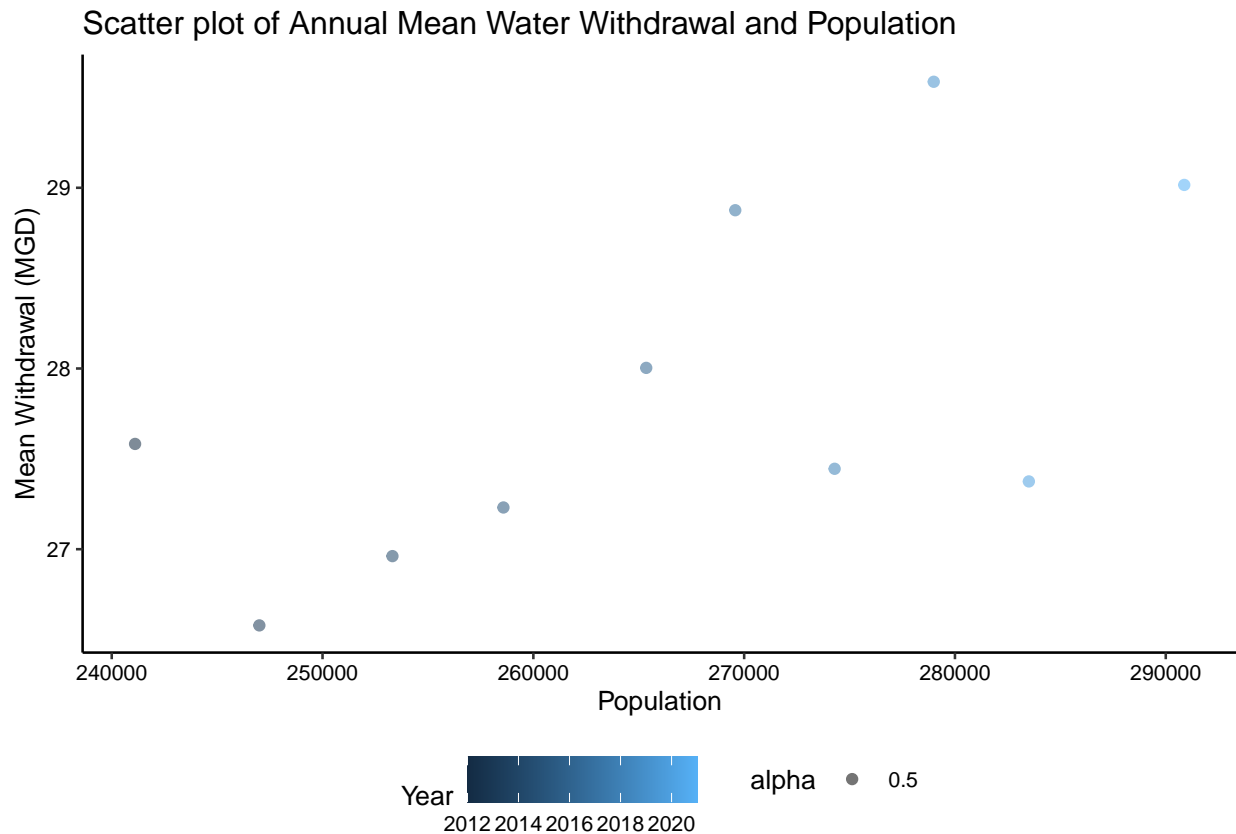 Scatter plot of Annual Mean Water Withdrawal and Population
Mean Withdrawal (MGD)
29
28
27
240000 250000 260000 270000 280000 290000
Population
Year
2012 2014 2016 2018 2020
alpha 0.5